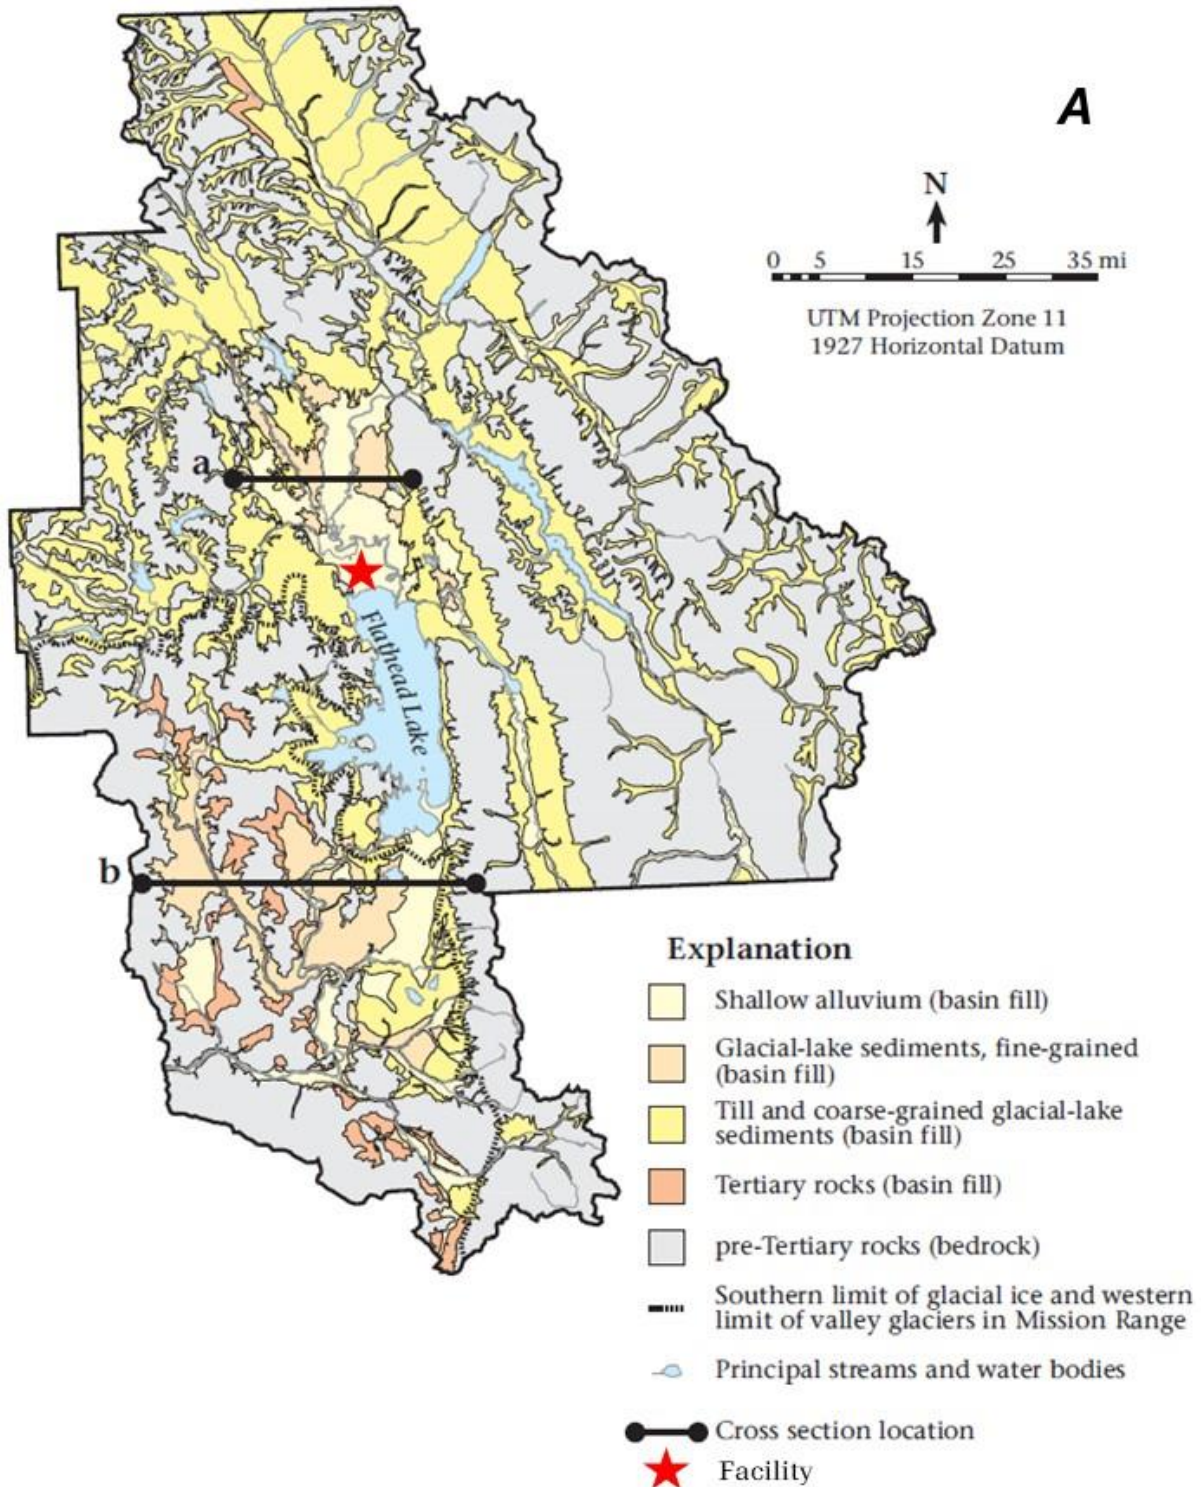 A
N
0 5 15 25 35 mi
UTM Projection Zone 11
1927 Horizontal Datum
a
Flathead Lake
b
Explanation
Shallow alluvium (basin fill)
Glacial-lake sediments, fine-grained
(basin fill)
Till and coarse-grained glacial-lake
sediments (basin fill)
Tertiary rocks (basin fill)
pre-Tertiary rocks (bedrock)
Southern limit of glacial ice and western
limit of valley glaciers in Mission Range
Principal streams and water bodies
Cross section location
Facility